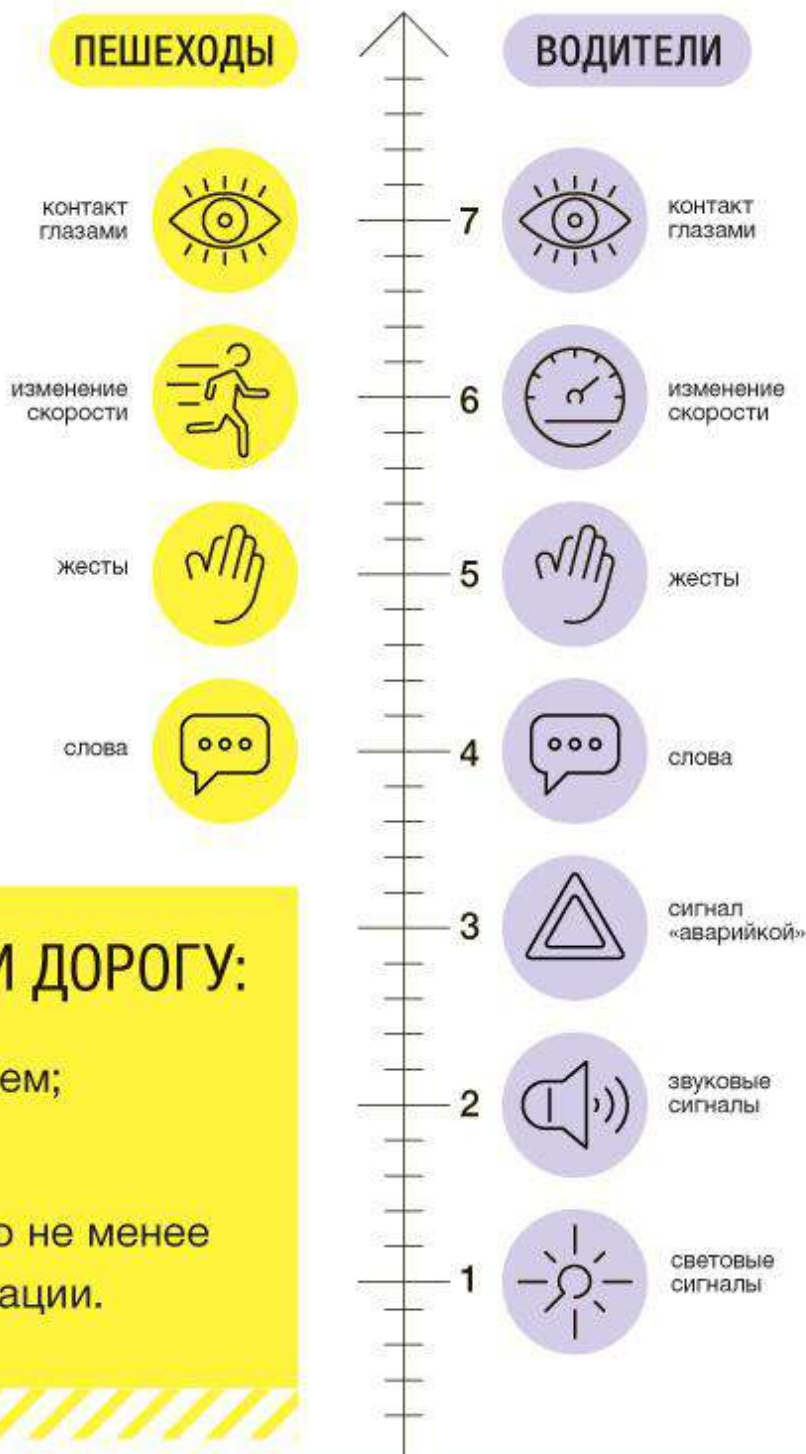 ПЕШЕХОДЫ
ВОДИТЕЛИ
контакт
глазами
7
контакт
глазами
изменение
скорости
6
изменение
скорости
жесты
5
жесты
слова
4
слова
3
сигнал
«аварийкой»
ДОРОГУ:
ем;
2
звуковые
сигналы
не менее
ации.
1
световые
сигналы